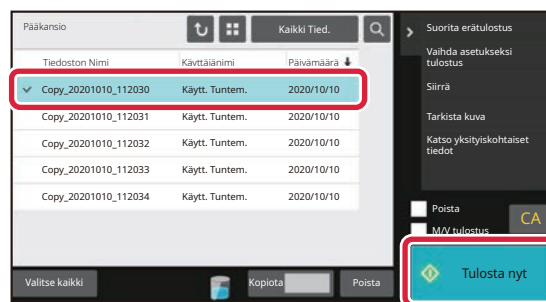 Pääkansio
Kaikki Tied.
Tiedoston Nimi Käyttäjänimi Päivämäärä
Copy_20201010_112030 Käytt. Tuntem. 2020/10/10
Copy_20201010_112031 Käytt. Tuntem. 2020/10/10
Copy_20201010_112032 Käytt. Tuntem. 2020/10/10
Copy_20201010_112033 Käytt. Tuntem. 2020/10/10
Copy_20201010_112034 Käytt. Tuntem. 2020/10/10
Valitse kaikki
Kopiota
Poista
Suorita erätulostus
Vaihda asetukseksi
tulostus
Siirrä
Tarkista kuva
Katso yksityiskohtaiset
tiedot
Poista
M/V tulostus
CA
Tulosta nyt